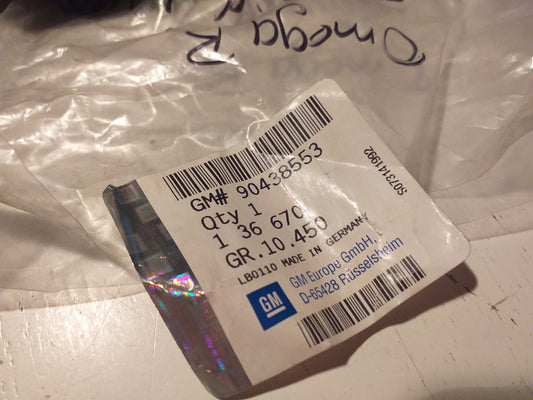 Omega R
GM# 90438553
Qty 1
1 36 670
GR.10.450
LB0110 MADE IN GERMANY
GM
GM Europe GmbH,
D-65428 Rüsselsheim
S073141992